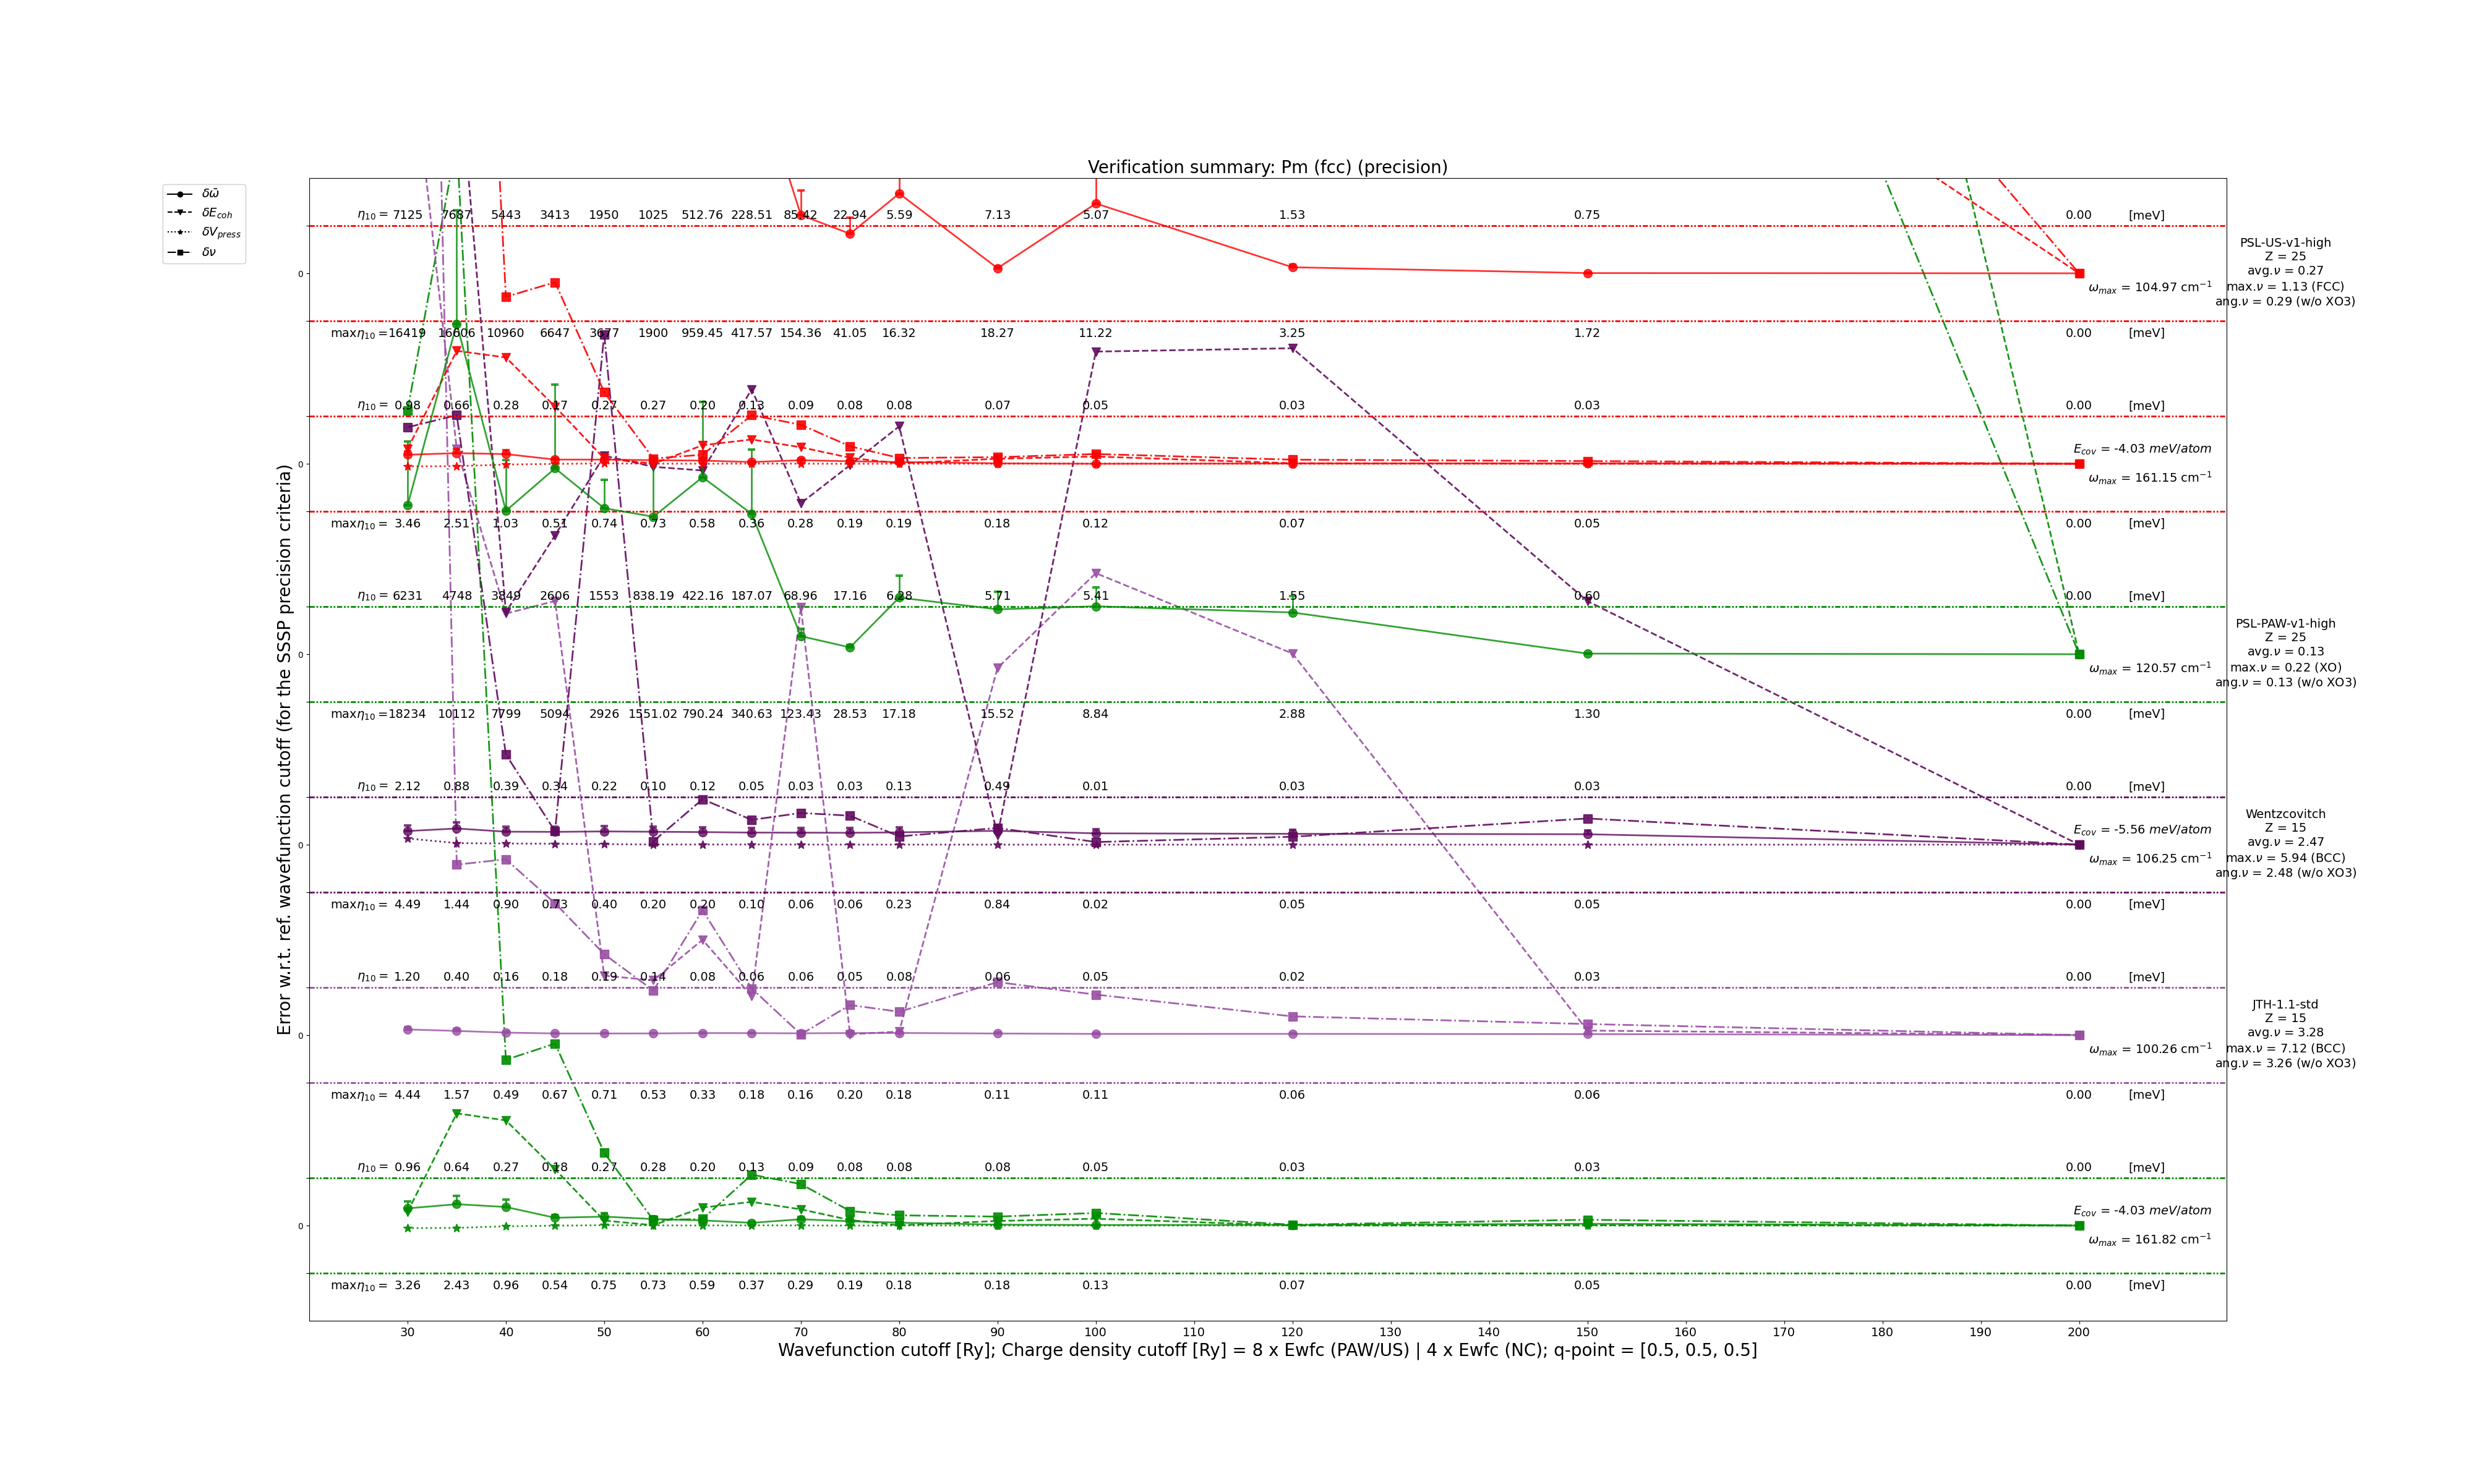 Verification summary: Pm (fcc) (precision)
δω̄
δE_coh
δV_press
δν
Error w.r.t. ref. wavefunction cutoff (for the SSSP precision criteria)
η₁₀ = 7125 7687 5443 3413 1950 1025 512.76 228.51 85.42 22.94 5.59 7.13 5.07 1.53 0.75 0.00 [meV]
0
ω_max = 104.97 cm⁻¹
maxη₁₀ = 16419 16606 10960 6647 3677 1900 959.45 417.57 154.36 41.05 16.32 18.27 11.22 3.25 1.72 0.00 [meV]
PSL-US-v1-high
Z = 25
avg.ν = 0.27
max.ν = 1.13 (FCC)
ang.ν = 0.29 (w/o XO3)
η₁₀ = 0.98 0.66 0.28 0.27 0.27 0.20 0.13 0.09 0.08 0.08 0.07 0.05 0.03 0.03 0.00 [meV]
0
E_cov = -4.03 meV/atom
ω_max = 161.15 cm⁻¹
maxη₁₀ = 3.46 2.51 1.03 0.51 0.74 0.73 0.58 0.36 0.28 0.19 0.19 0.18 0.12 0.07 0.05 0.00 [meV]
η₁₀ = 6231 4748 3849 2606 1553 838.19 422.16 187.07 68.96 17.16 6.28 5.71 5.41 1.55 0.60 0.00 [meV]
0
ω_max = 120.57 cm⁻¹
maxη₁₀ = 18234 10112 7799 5094 2926 1551.02 790.24 340.63 123.43 28.53 17.18 15.52 8.84 2.88 1.30 0.00 [meV]
PSL-PAW-v1-high
Z = 25
avg.ν = 0.13
max.ν = 0.22 (XO)
ang.ν = 0.13 (w/o XO3)
η₁₀ = 2.12 0.88 0.39 0.34 0.22 0.10 0.12 0.05 0.03 0.03 0.13 0.49 0.01 0.03 0.03 0.00 [meV]
0
E_cov = -5.56 meV/atom
ω_max = 106.25 cm⁻¹
maxη₁₀ = 4.49 1.44 0.90 0.73 0.40 0.20 0.20 0.10 0.06 0.06 0.23 0.84 0.02 0.05 0.05 0.00 [meV]
Wentzcovitch
Z = 15
avg.ν = 2.47
max.ν = 5.94 (BCC)
ang.ν = 2.48 (w/o XO3)
η₁₀ = 1.20 0.40 0.16 0.18 0.19 0.14 0.08 0.06 0.06 0.05 0.08 0.06 0.05 0.02 0.03 0.00 [meV]
0
ω_max = 100.26 cm⁻¹
maxη₁₀ = 4.44 1.57 0.49 0.67 0.71 0.53 0.33 0.18 0.16 0.20 0.18 0.11 0.11 0.06 0.06 0.00 [meV]
JTH-1.1-std
Z = 15
avg.ν = 3.28
max.ν = 7.12 (BCC)
ang.ν = 3.26 (w/o XO3)
η₁₀ = 0.96 0.64 0.27 0.18 0.27 0.28 0.20 0.13 0.09 0.08 0.08 0.08 0.05 0.03 0.03 0.00 [meV]
0
E_cov = -4.03 meV/atom
ω_max = 161.82 cm⁻¹
maxη₁₀ = 3.26 2.43 0.96 0.54 0.75 0.73 0.59 0.37 0.29 0.19 0.18 0.18 0.13 0.07 0.05 0.00 [meV]
30 40 50 60 70 80 90 100 110 120 130 140 150 160 170 180 190 200
Wavefunction cutoff [Ry]; Charge density cutoff [Ry] = 8 x Ewfc (PAW/US) | 4 x Ewfc (NC); q-point = [0.5, 0.5, 0.5]